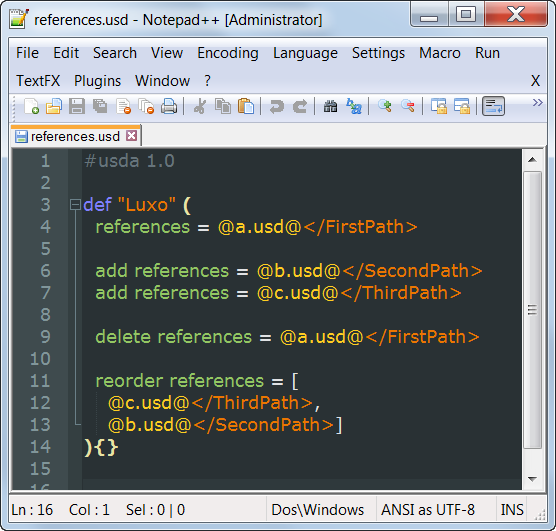 references.usd - Notepad++ [Administrator]
File Edit Search View Encoding Language Settings Macro Run
TextFX Plugins Window ? X
references.usd
1 #usda 1.0
2
3 def "Luxo" (
4 references = @a.usd@</FirstPath>
5
6 add references = @b.usd@</SecondPath>
7 add references = @c.usd@</ThirdPath>
8
9 delete references = @a.usd@</FirstPath>
10
11 reorder references = [
12 @c.usd@</ThirdPath>,
13 @b.usd@</SecondPath>]
14 ){}
15
16
Ln : 16 Col : 1 Sel : 0 | 0 Dos\Windows ANSI as UTF-8 INS